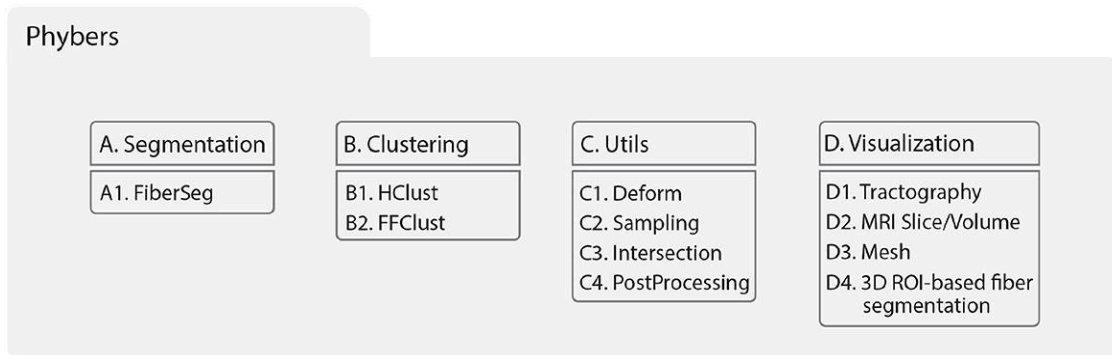 Phybers
A. Segmentation
A1. FiberSeg
B. Clustering
B1. HClust
B2. FFClust
C. Utils
C1. Deform
C2. Sampling
C3. Intersection
C4. PostProcessing
D. Visualization
D1. Tractography
D2. MRI Slice/Volume
D3. Mesh
D4. 3D ROI-based fiber
segmentation